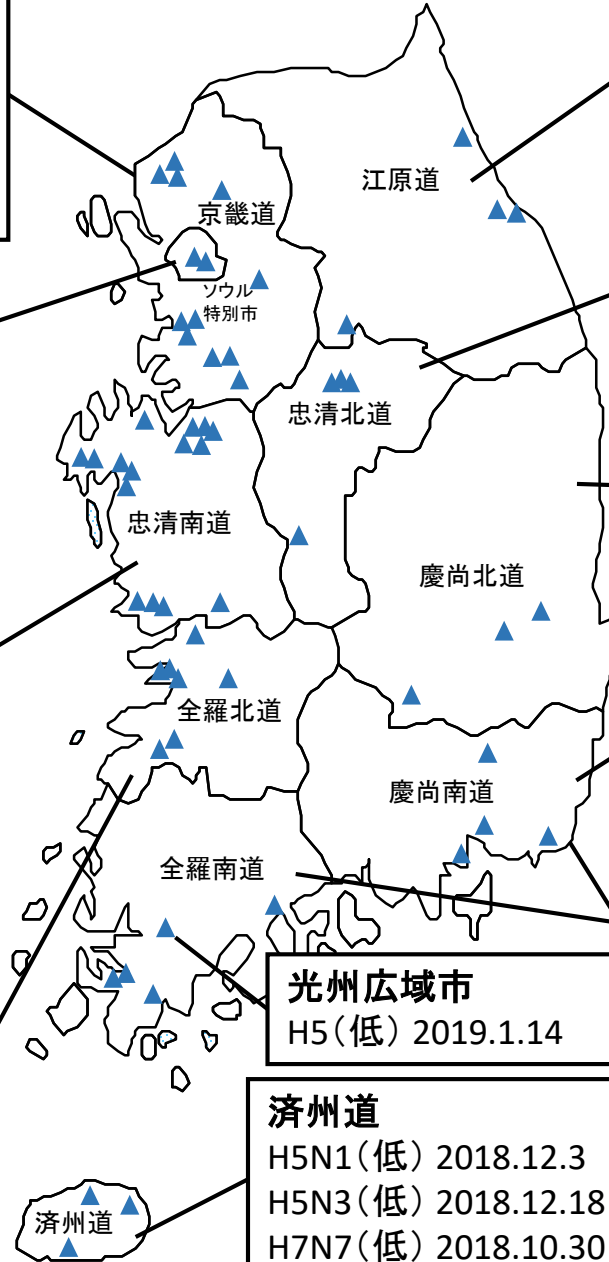 江原道
京畿道
ソウル
特別市
忠清北道
忠清南道
慶尚北道
全羅北道
慶尚南道
全羅南道
光州広域市
H5(低) 2019.1.14
済州道
H5N1(低) 2018.12.3
H5N3(低) 2018.12.18
H7N7(低) 2018.10.30
済州道